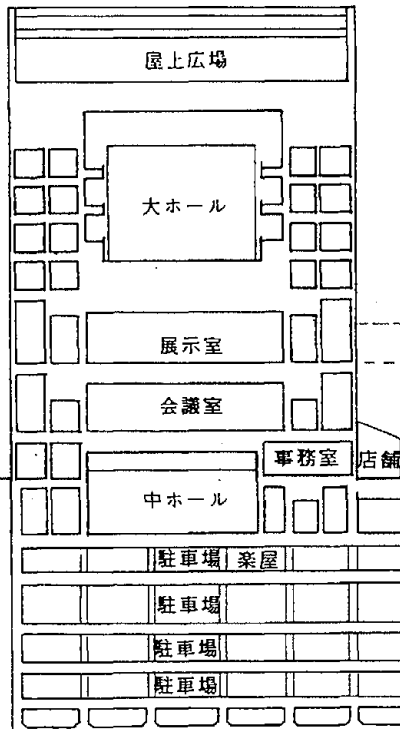 屋上広場
大ホール
展示室
会議室
事務室 店舗
中ホール
駐車場 楽屋
駐車場
駐車場
駐車場